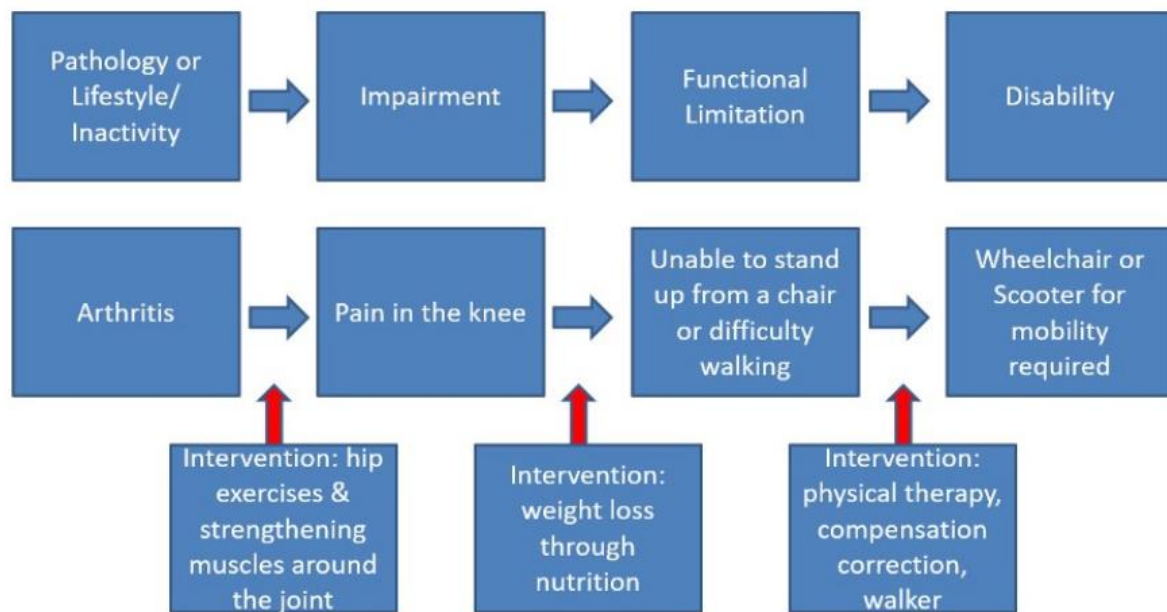 Pathology or
Lifestyle/
Inactivity
Impairment
Functional
Limitation
Disability
Arthritis
Pain in the knee
Unable to stand
up from a chair
or difficulty
walking
Wheelchair or
Scooter for
mobility
required
Intervention: hip
exercises &
strengthening
muscles around
the joint
Intervention:
weight loss
through
nutrition
Intervention:
physical therapy,
compensation
correction,
walker